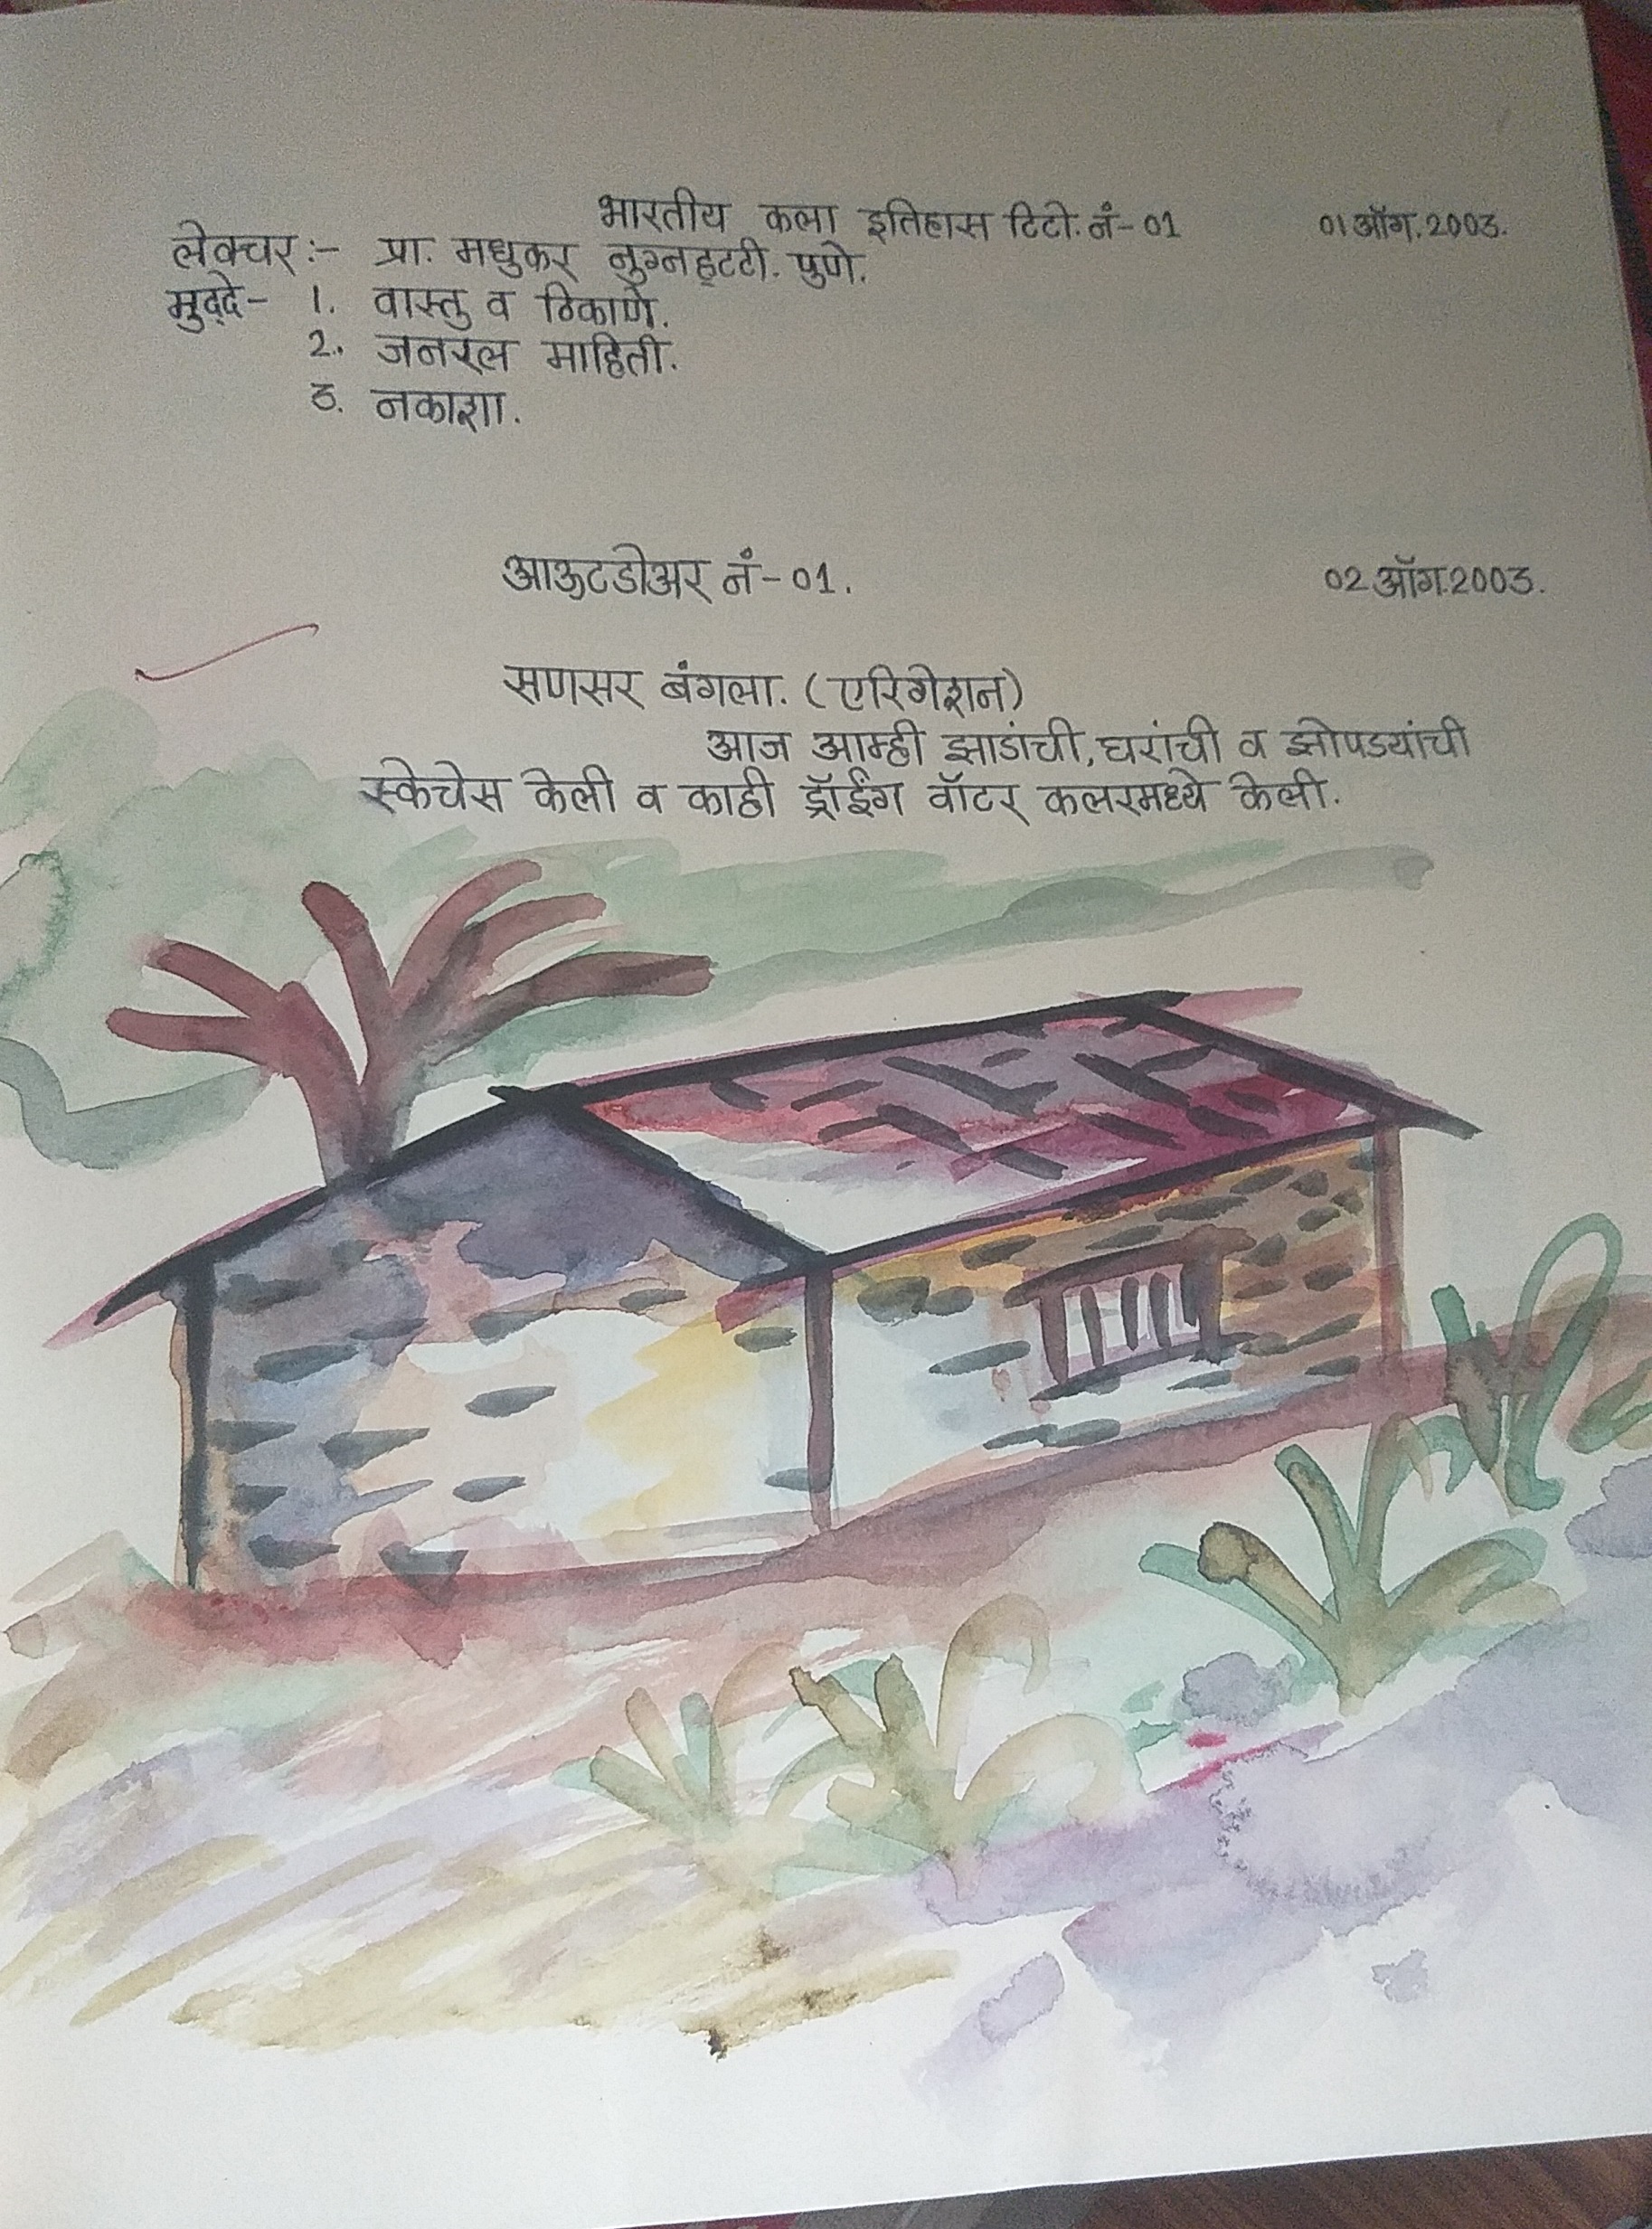 भारतीय कला इतिहास टिटो. नं- 01 01 ऑग. 2003.
लेक्चर :- प्रा. मधुकर नुग्नहट्टी. पुणे.
मुद्दे - 1. वास्तु व ठिकाणे.
2. जनरल माहिती.
3. नकाशा.
आऊटडोअर नं - 01. 02 ऑग. 2003.
सणसर बंगला. (एरिगेशन)
आज आम्ही झाडांची, घरांची व झोपडयांची
स्केचेस केली व काही ड्रॉईंग वॉटर कलरमध्ये केली.